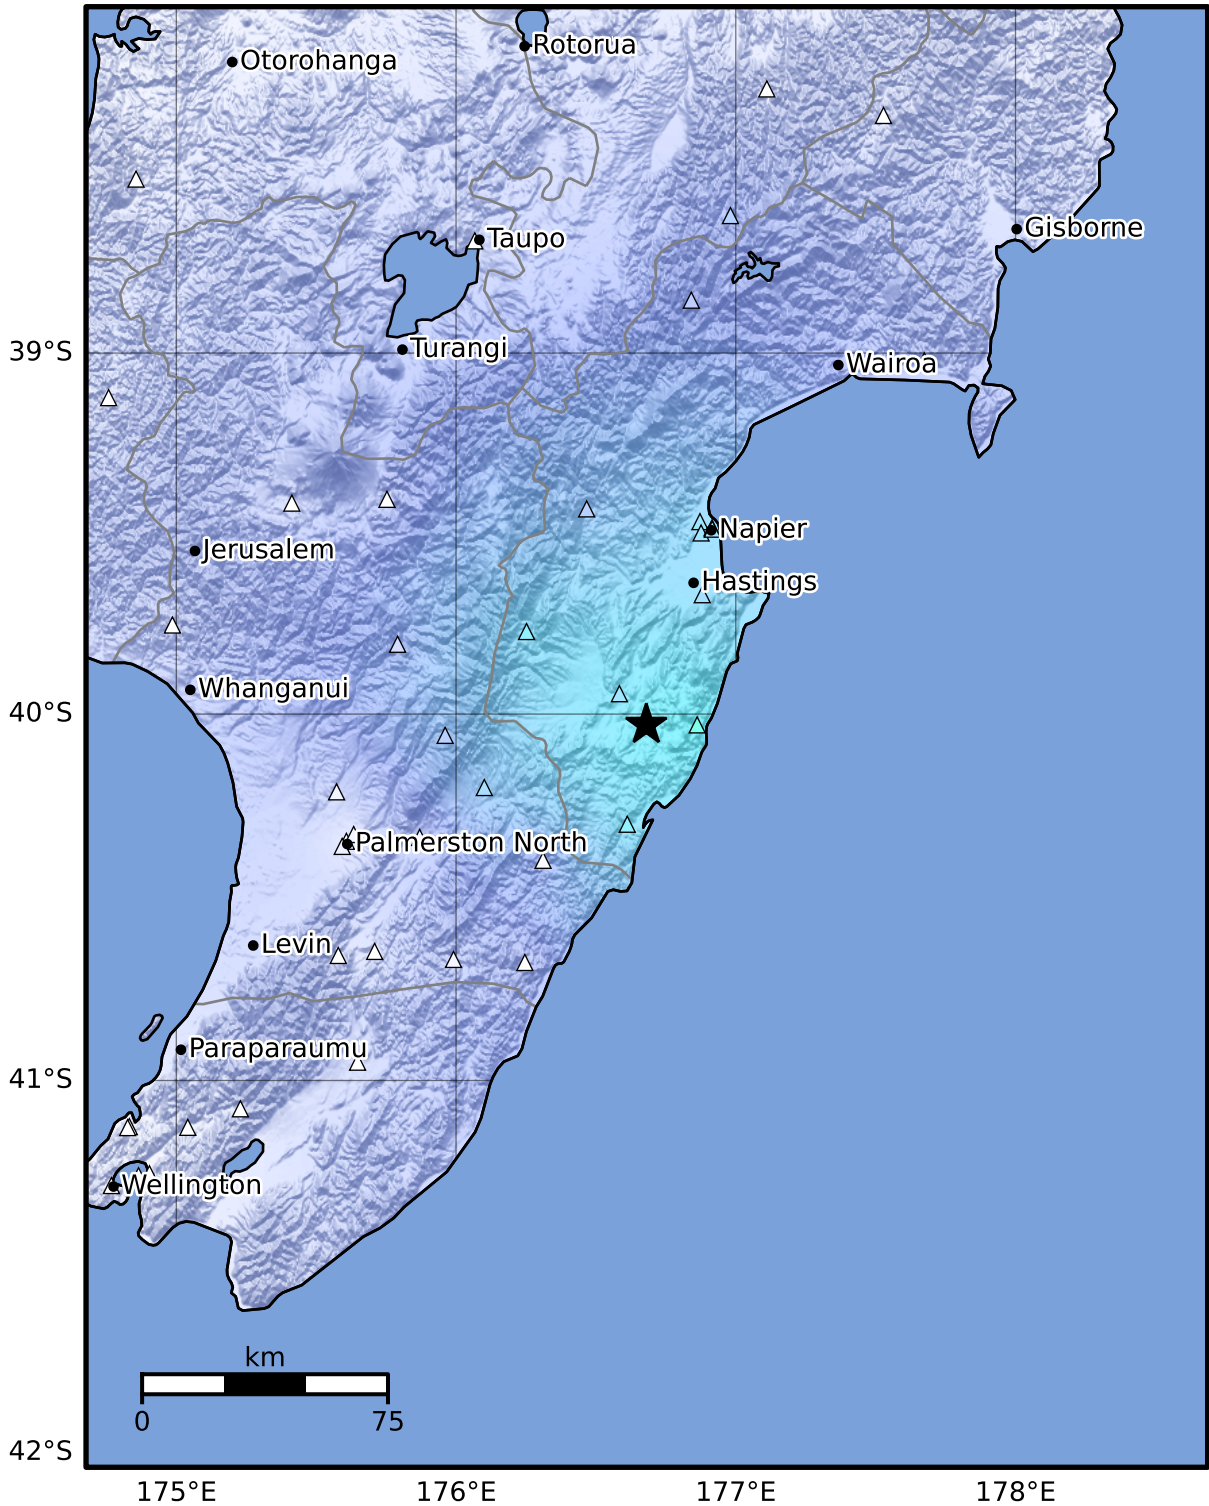 Rotorua
Otorohanga
Gisborne
Taupo
Turangi
39°S
Wairoa
Napier
Jerusalem
Hastings
Whanganui
40°S
Palmerston North
Levin
Paraparaumu
41°S
Wellington
km
0 75
42°S
175°E 176°E 177°E 178°E